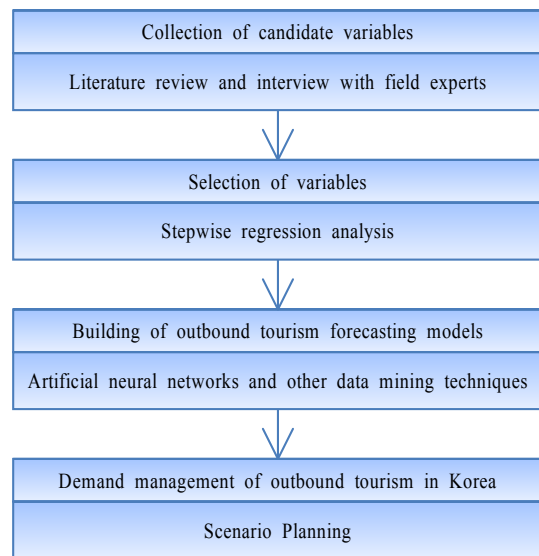 Collection of candidate variables
Literature review and interview with field experts
Selection of variables
Stepwise regression analysis
Building of outbound tourism forecasting models
Artificial neural networks and other data mining techniques
Demand management of outbound tourism in Korea
Scenario Planning